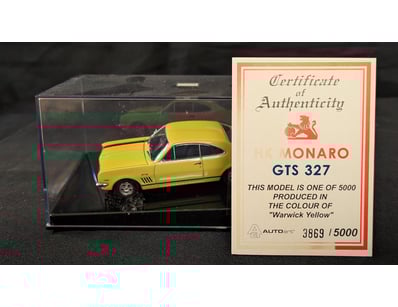 Certificate
of
Authenticity
HK MONARO
GTS 327
THIS MODEL IS ONE OF 5000
PRODUCED IN
THE COLOUR OF
"Warwick Yellow"
AUTOart 3869 / 5000